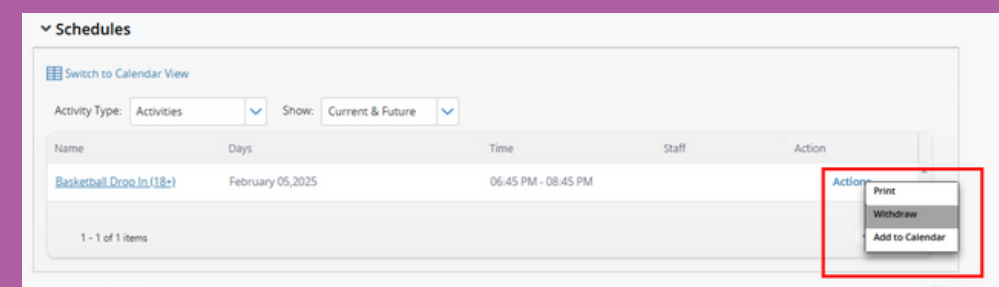 Schedules
Switch to Calendar View
Activity Type: Activities Show: Current & Future
Name Days Time Staff Action
Basketball Drop In (18+) February 05,2025 06:45 PM - 08:45 PM Actions
Print
Withdraw
1 - 1 of 1 items
Add to Calendar